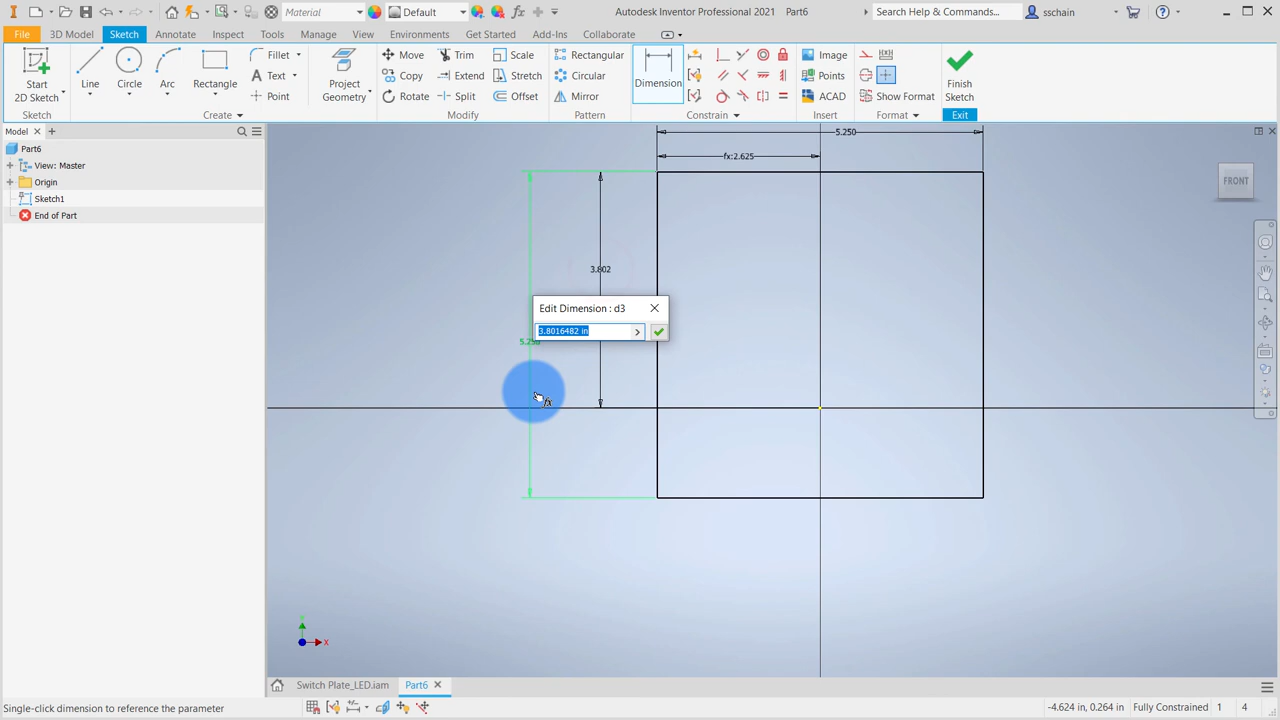 Material
Default
Autodesk Inventor Professional 2021 Part6
Search Help & Commands...
sschain
File
3D Model
Sketch
Annotate
Inspect
Tools
Manage
View
Environments
Get Started
Add-Ins
Collaborate
Start
2D Sketch
Line
Circle
Arc
Rectangle
Fillet
Text
Point
Project
Geometry
Move
Copy
Rotate
Trim
Extend
Split
Scale
Stretch
Offset
Rectangular
Circular
Mirror
Dimension
Image
Points
ACAD
Show Format
Finish
Sketch
Sketch
Create
Modify
Pattern
Constrain
Insert
Format
Exit
Model
Part6
View: Master
Origin
Sketch1
End of Part
5.250
fx:2.625
3.802
Edit Dimension : d3
3.8016482 in
5.250
fx
FRONT
Y
X
Switch Plate_LED.iam
Part6
Single-click dimension to reference the parameter
-4.624 in, 0.264 in
Fully Constrained
1
4